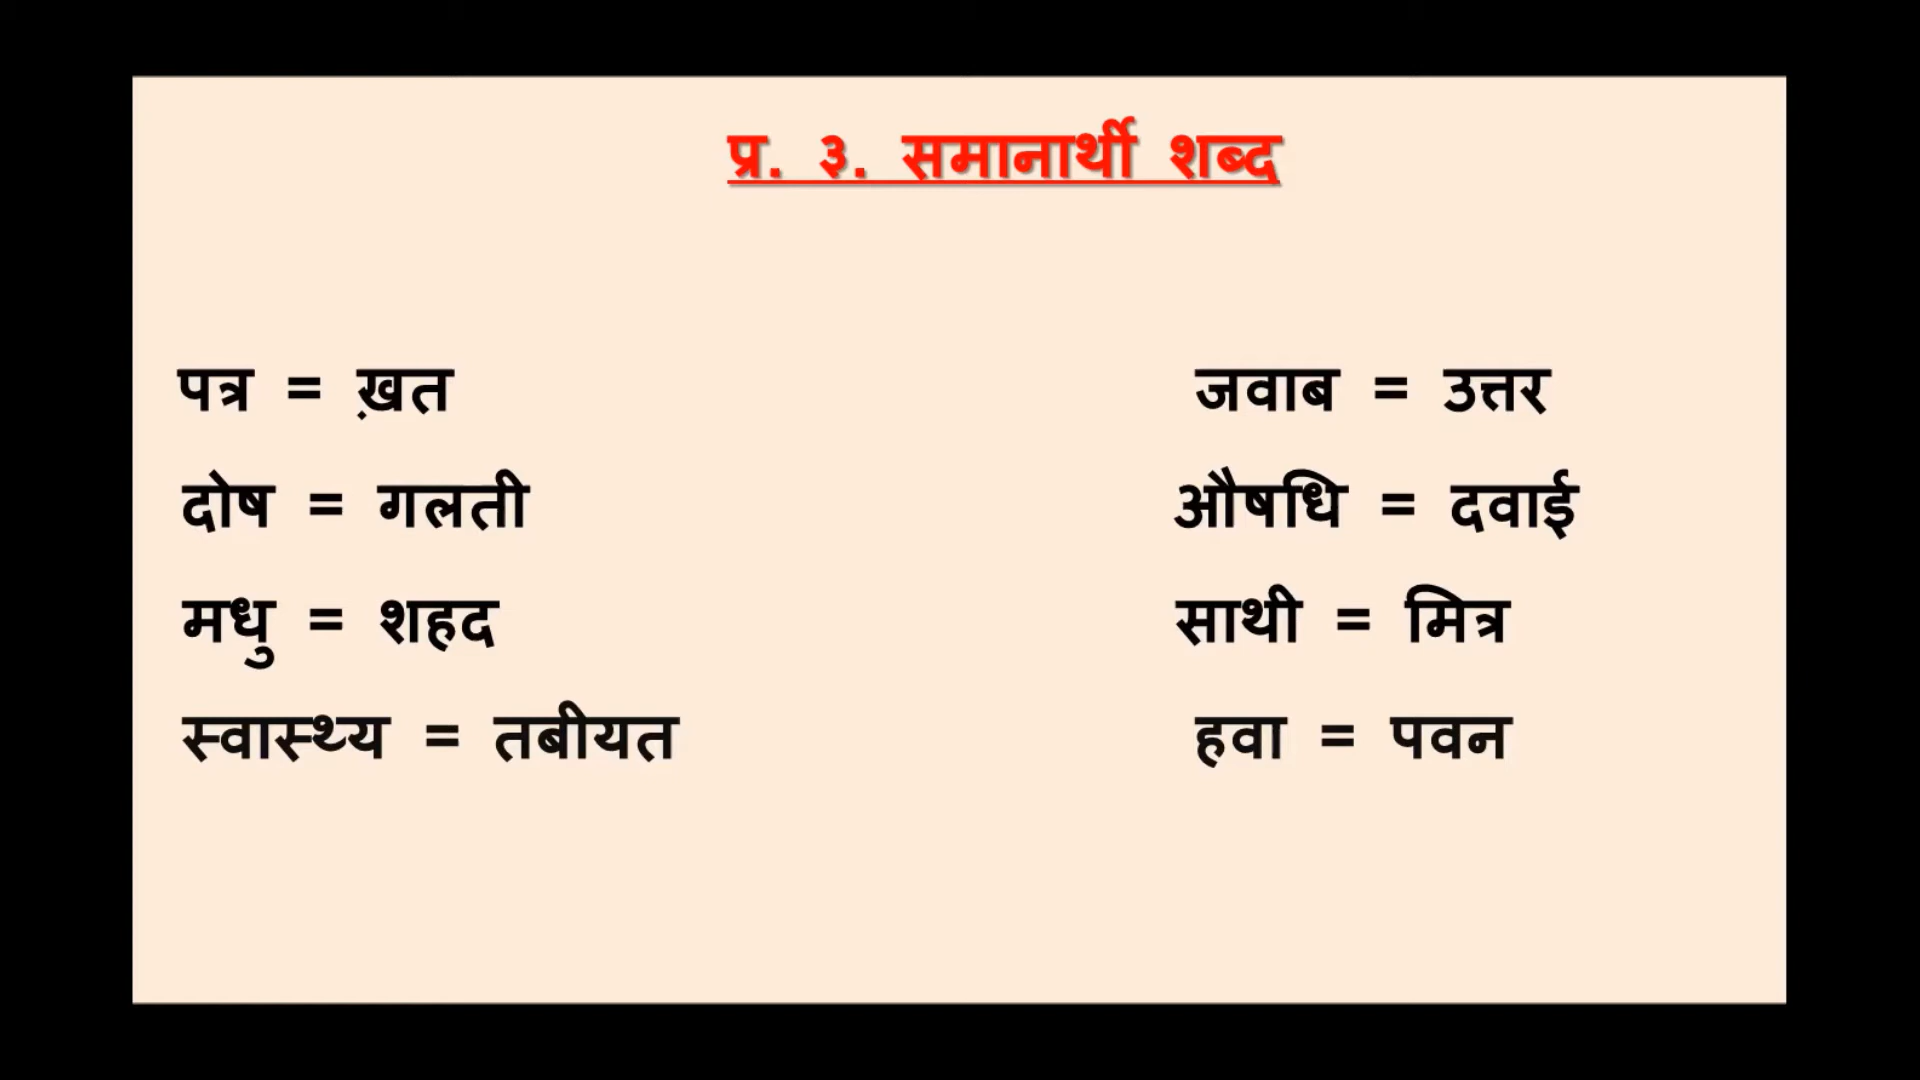 प्र. ३. समानार्थी शब्द
पत्र = ख़त
जवाब = उत्तर
दोष = गलती
औषधि = दवाई
मधु = शहद
साथी = मित्र
स्वास्थ्य = तबीयत
हवा = पवन